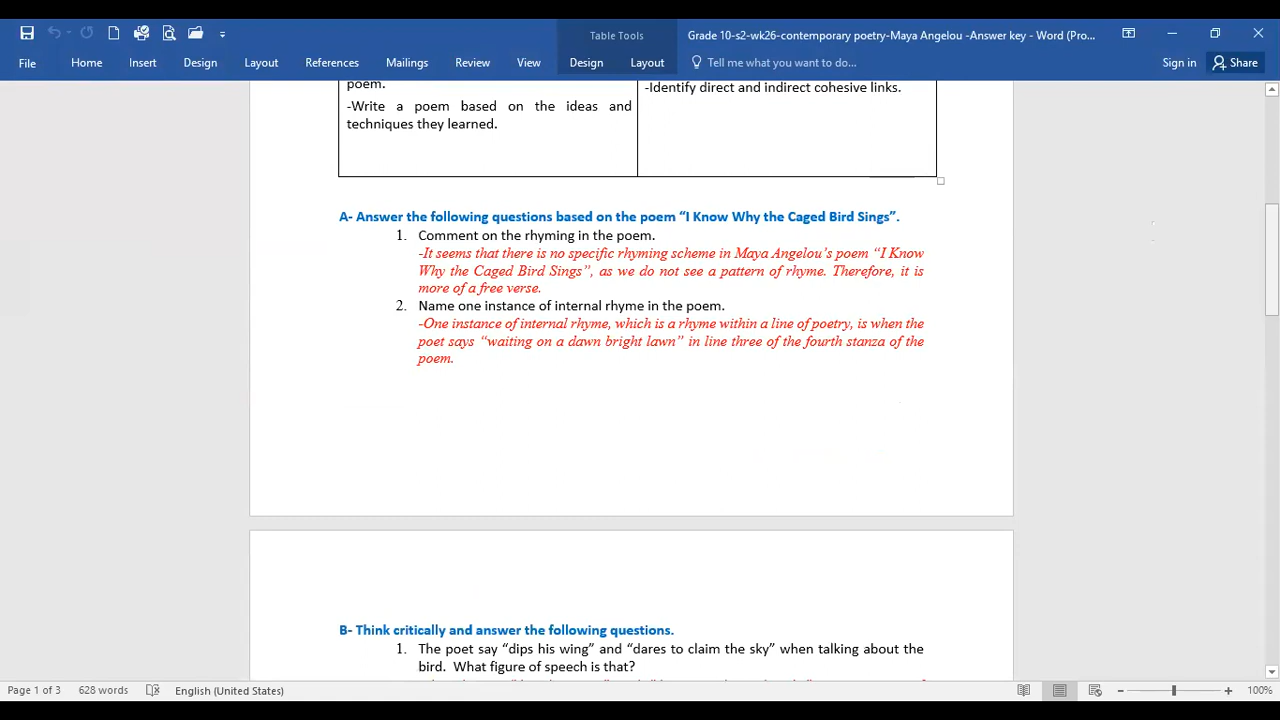 Table Tools
Grade 10-s2-wk26-contemporary poetry-Maya Angelou -Answer key - Word (Pro...
File Home Insert Design Layout References Mailings Review View Design Layout Tell me what you want to do... Sign in Share
poem.
-Write a poem based on the ideas and
techniques they learned.
-Identify direct and indirect cohesive links.
A- Answer the following questions based on the poem “I Know Why the Caged Bird Sings”.
1. Comment on the rhyming in the poem.
-It seems that there is no specific rhyming scheme in Maya Angelou’s poem “I Know
Why the Caged Bird Sings”, as we do not see a pattern of rhyme. Therefore, it is
more of a free verse.
2. Name one instance of internal rhyme in the poem.
-One instance of internal rhyme, which is a rhyme within a line of poetry, is when the
poet says “waiting on a dawn bright lawn” in line three of the fourth stanza of the
poem.
B- Think critically and answer the following questions.
1. The poet say “dips his wing” and “dares to claim the sky” when talking about the
bird. What figure of speech is that?
Page 1 of 3 628 words English (United States) 100%